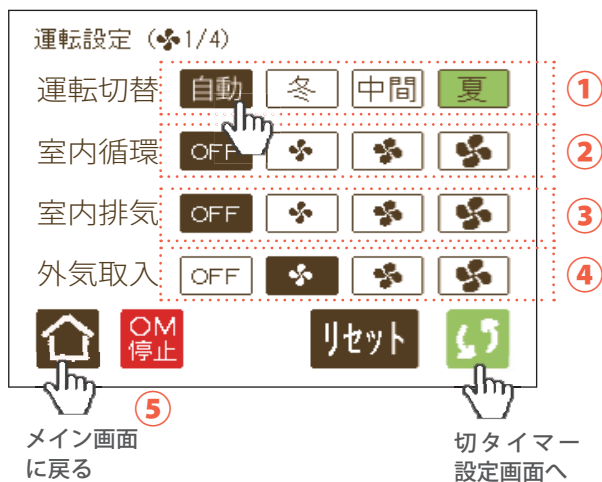 運転設定 (1/4)
運転切替 自動 冬 中間 夏 ①
室内循環 OFF ②
室内排気 OFF ③
外気取入 OFF ④
OM停止 リセット
⑤
メイン画面
に戻る
切タイマー
設定画面へ